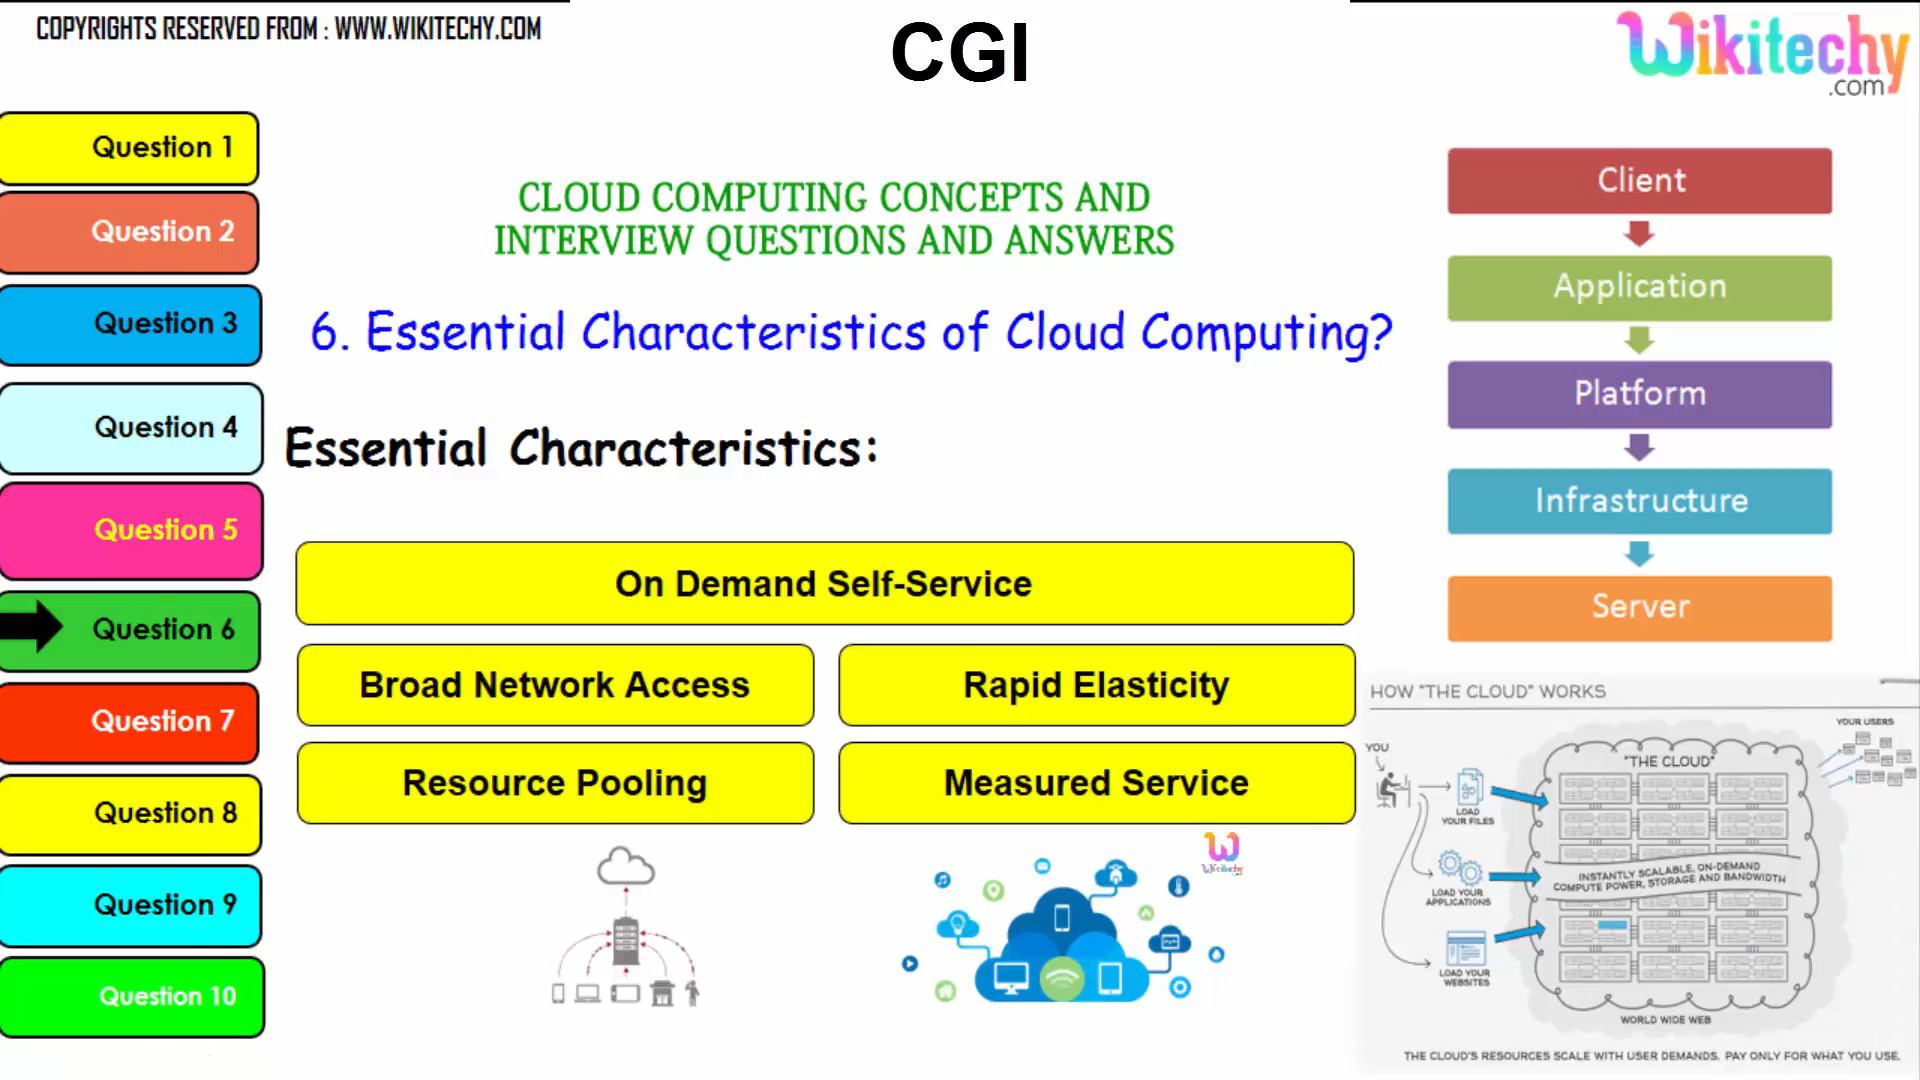 COPYRIGHTS RESERVED FROM : WWW.WIKITECHY.COM
CGI
Wikitechy
.com
Question 1
Question 2
Question 3
Question 4
Question 5
Question 6
Question 7
Question 8
Question 9
Question 10
CLOUD COMPUTING CONCEPTS AND
INTERVIEW QUESTIONS AND ANSWERS
6. Essential Characteristics of Cloud Computing?
Essential Characteristics:
On Demand Self-Service
Broad Network Access
Rapid Elasticity
Resource Pooling
Measured Service
W
Wikitechy
Client
Application
Platform
Infrastructure
Server
HOW "THE CLOUD" WORKS
YOU
YOUR USERS
"THE CLOUD"
LOAD
YOUR FILES
INSTANTLY SCALABLE, ON-DEMAND
COMPUTE POWER, STORAGE AND BANDWIDTH
LOAD YOUR
APPLICATIONS
LOAD YOUR
WEBSITES
WORLD WIDE WEB
THE CLOUD'S RESOURCES SCALE WITH USER DEMANDS. PAY ONLY FOR WHAT YOU USE.